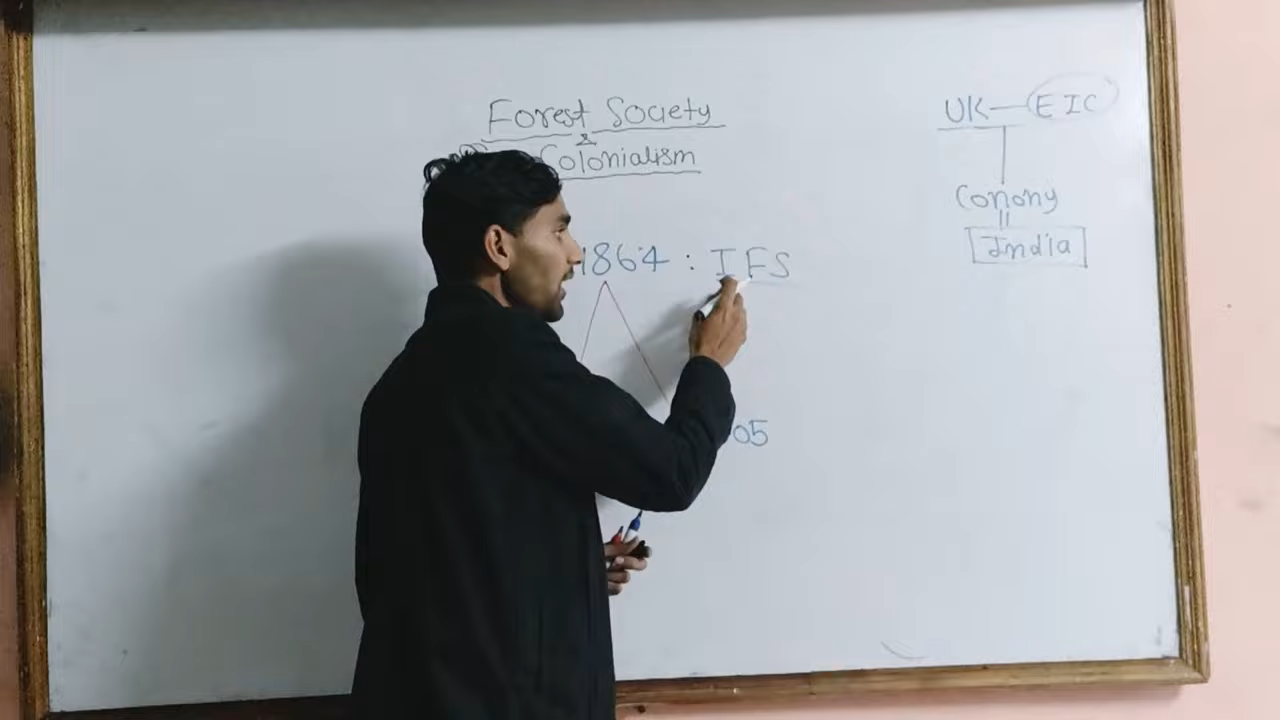 Forest Society
&
Colonialism
1864 : IFS
05
UK — EIC
Conony
India